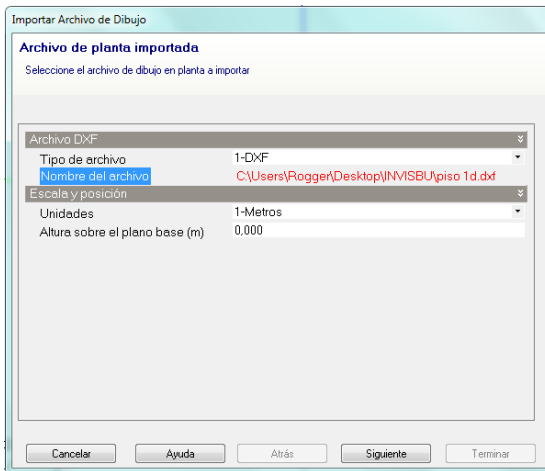 Importar Archivo de Dibujo
Archivo de planta importada
Seleccione el archivo de dibujo en planta a importar
Archivo DXF
Tipo de archivo 1-DXF
Nombre del archivo C:\Users\Rogger\Desktop\INVISBU\piso 1d.dxf
Escala y posición
Unidades 1-Metros
Altura sobre el plano base (m) 0,000
Cancelar Ayuda Atrás Siguiente Terminar